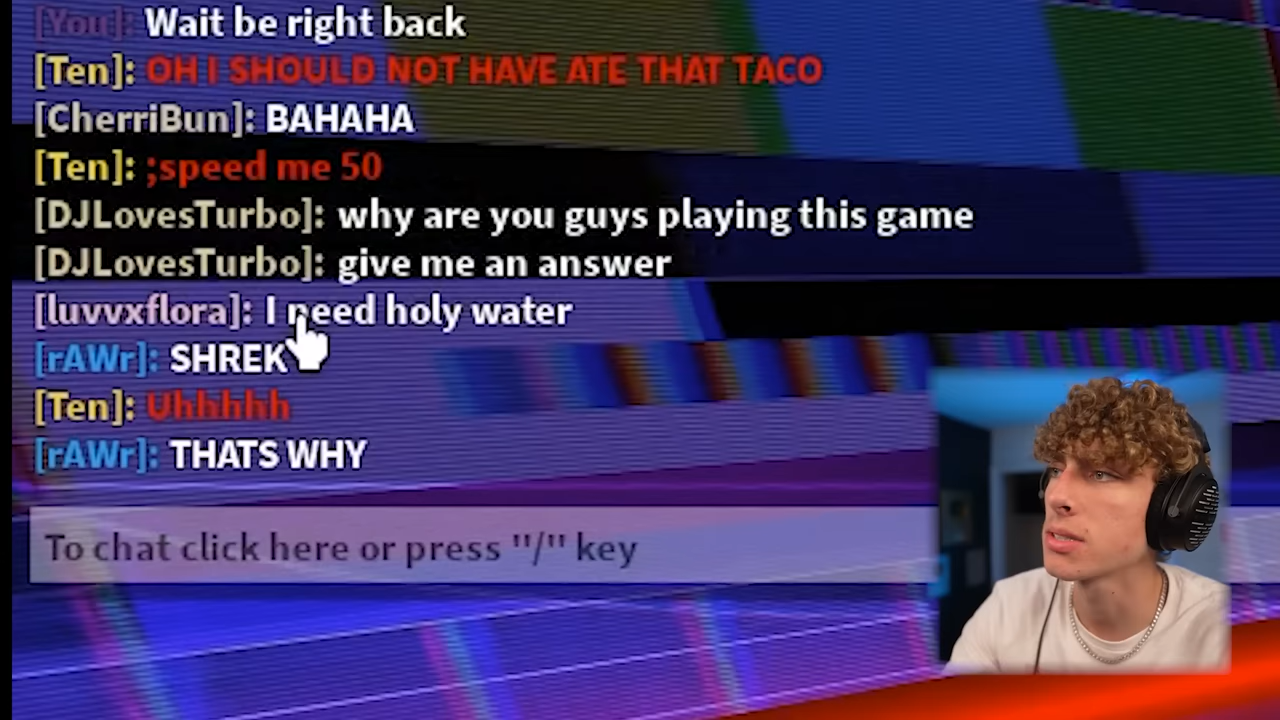 [You]: Wait be right back
[Ten]: OH I SHOULD NOT HAVE ATE THAT TACO
[CherriBun]: BAHAHA
[Ten]: ;speed me 50
[DJLovesTurbo]: why are you guys playing this game
[DJLovesTurbo]: give me an answer
[luvvxflora]: I need holy water
[rAWr]: SHREK
[Ten]: Uhhhhh
[rAWr]: THATS WHY
To chat click here or press "/" key